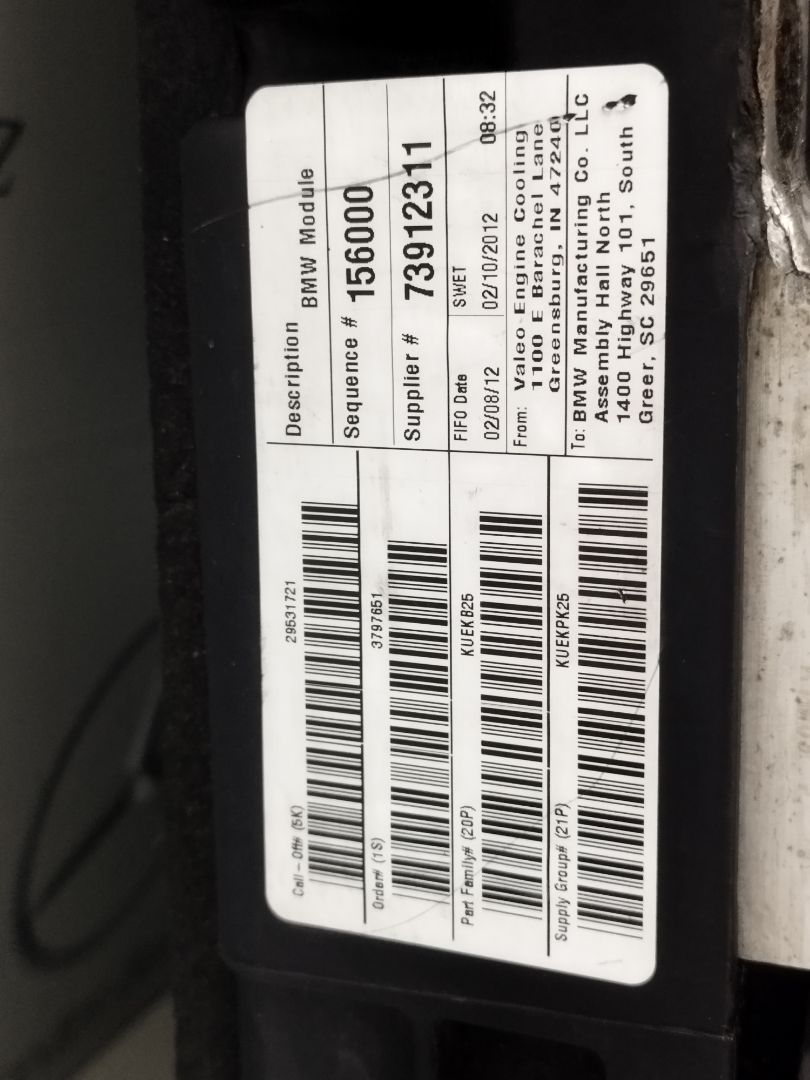 Call-Off# (5K) 29531721
Order# (1S) 3797651
Part Family# (20P) KUEKB25
Supply Group# (21P) KUEKPK25
Description
BMW Module
Sequence # 156000
Supplier # 73912311
FIFO Date SWET
02/08/12 02/10/2012 08:32
From: Valeo Engine Cooling
1100 E Barachel Lane
Greensburg, IN 47240
To: BMW Manufacturing Co. LLC
Assembly Hall North
1400 Highway 101, South
Greer, SC 29651